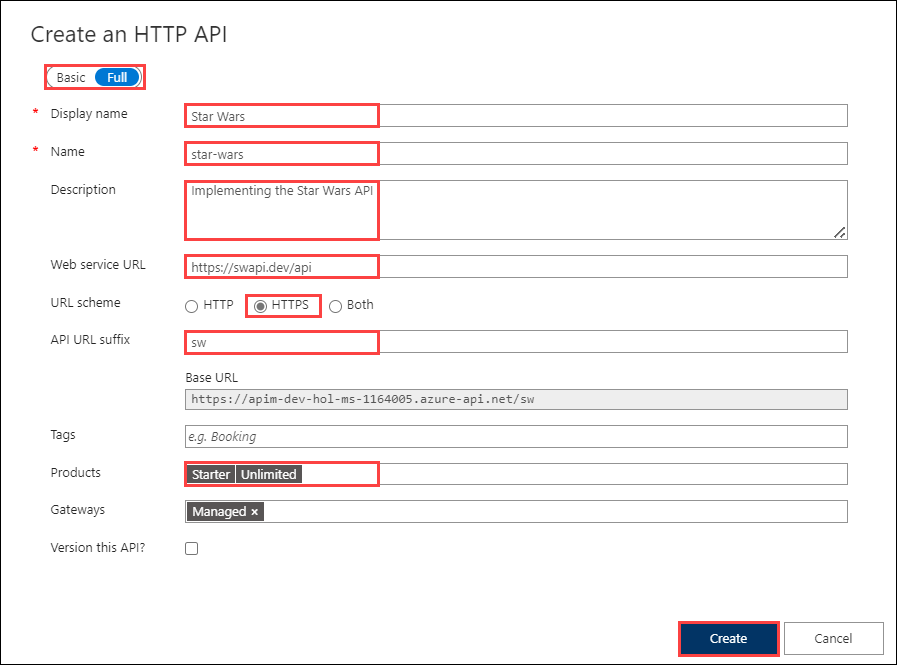 Create an HTTP API
Basic Full
* Display name Star Wars
* Name star-wars
Description Implementing the Star Wars API
Web service URL https://swapi.dev/api
URL scheme HTTP HTTPS Both
API URL suffix sw
Base URL
https://apim-dev-hol-ms-1164005.azure-api.net/sw
Tags e.g. Booking
Products Starter Unlimited
Gateways Managed ×
Version this API?
Create Cancel